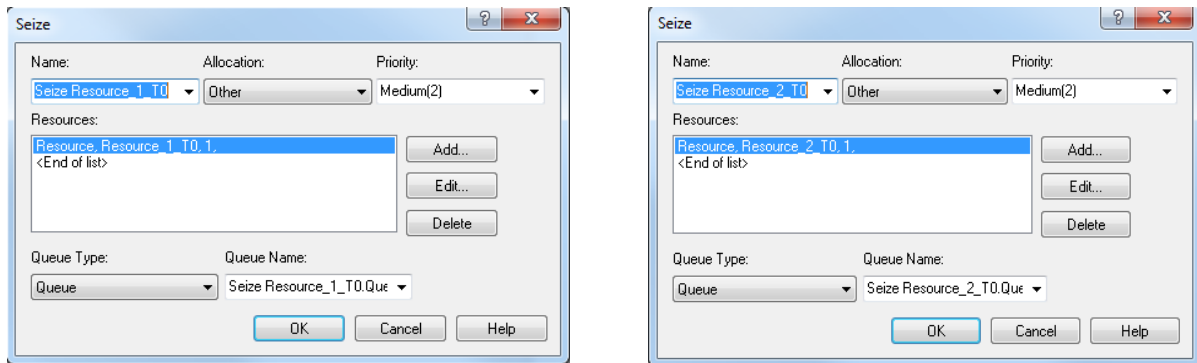 Seize
Name: Allocation: Priority:
Seize Resource_1_T0 Other Medium(2)
Resources:
Resource, Resource_1_T0, 1,
<End of list>
Add...
Edit...
Delete
Queue Type: Queue Name:
Queue Seize Resource_1_T0.Que
OK Cancel Help
Seize
Name: Allocation: Priority:
Seize Resource_2_T0 Other Medium(2)
Resources:
Resource, Resource_2_T0, 1,
<End of list>
Add...
Edit...
Delete
Queue Type: Queue Name:
Queue Seize Resource_2_T0.Que
OK Cancel Help